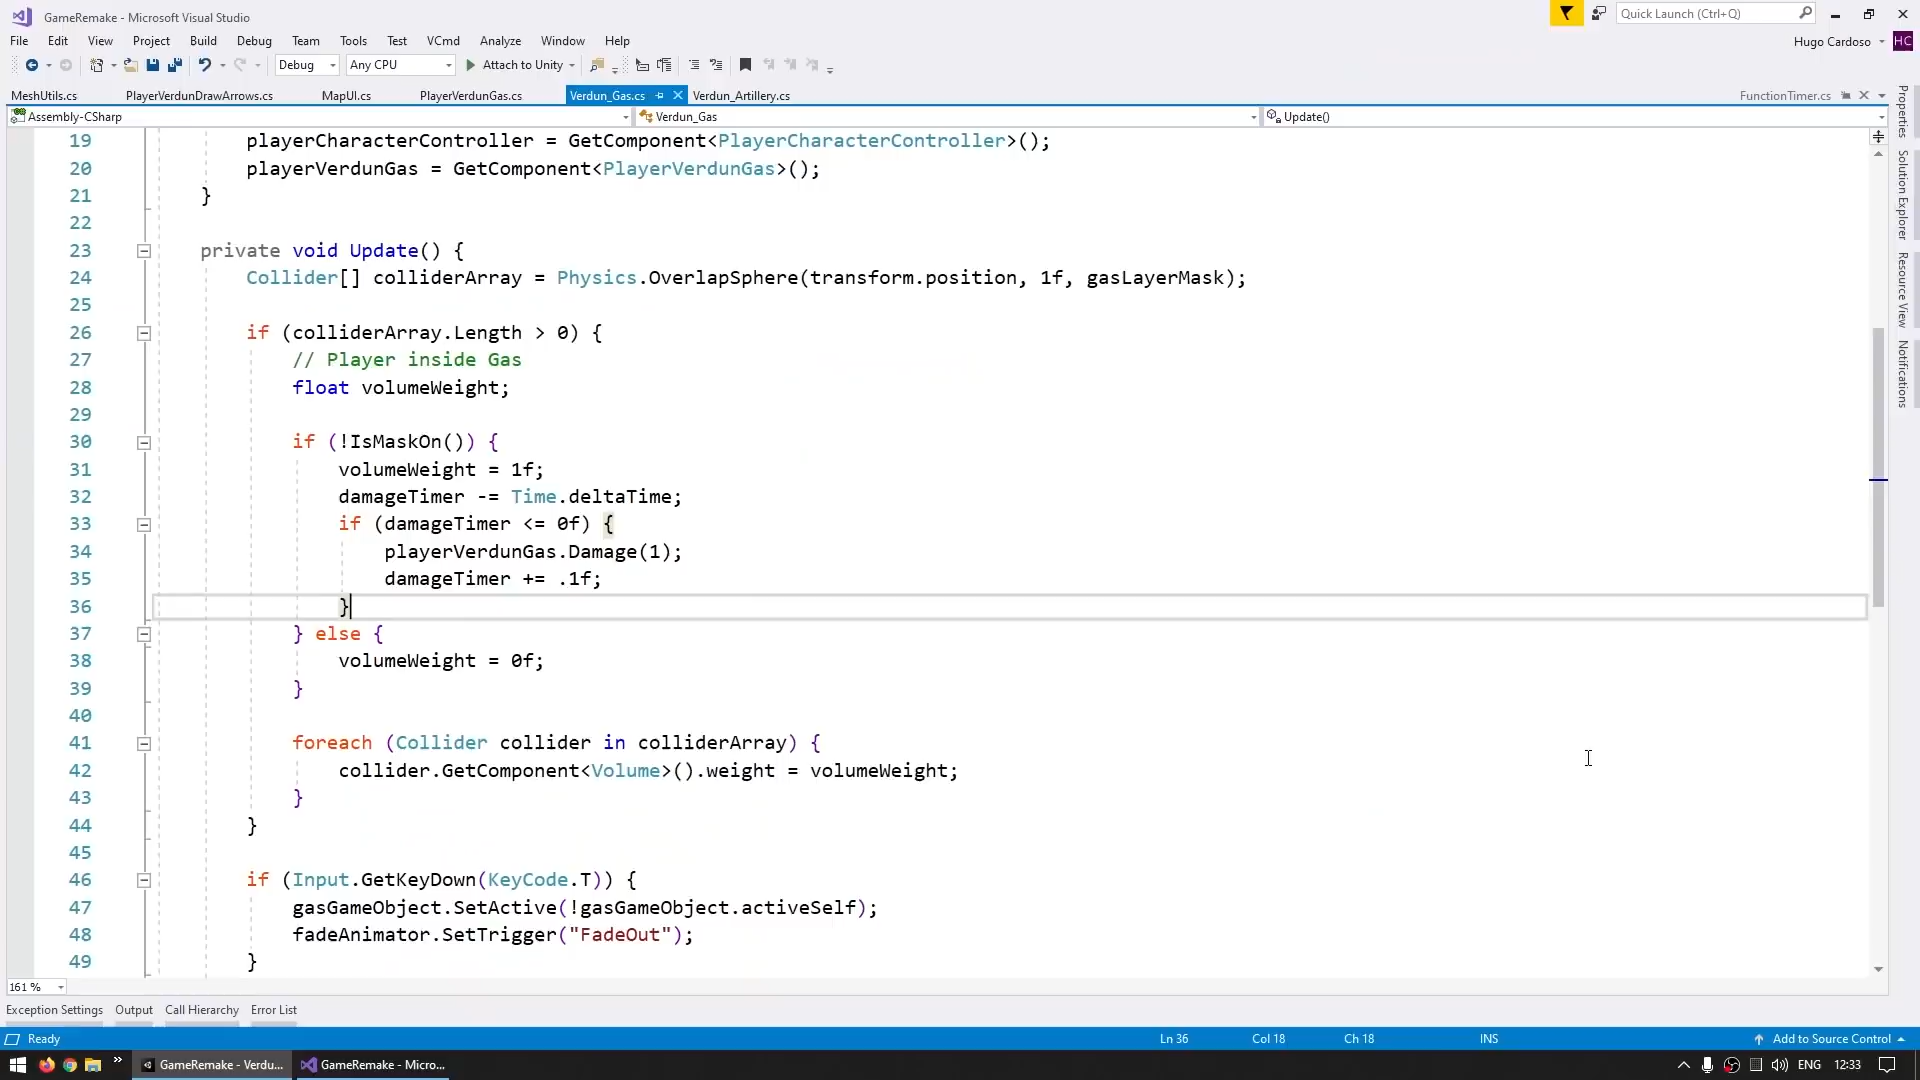 GameRemake - Microsoft Visual Studio
Quick Launch (Ctrl+Q)
File Edit View Project Build Debug Team Tools Test VCmd Analyze Window Help
Hugo Cardoso HC
Debug Any CPU Attach to Unity
MeshUtils.cs PlayerVerdunDrawArrows.cs MapUI.cs PlayerVerdunGas.cs Verdun_Gas.cs Verdun_Artillery.cs FunctionTimer.cs
Assembly-CSharp Verdun_Gas Update()
19 playerCharacterController = GetComponent<PlayerCharacterController>();
20 playerVerdunGas = GetComponent<PlayerVerdunGas>();
21 }
22
23 private void Update() {
24 Collider[] colliderArray = Physics.OverlapSphere(transform.position, 1f, gasLayerMask);
25
26 if (colliderArray.Length > 0) {
27 // Player inside Gas
28 float volumeWeight;
29
30 if (!IsMaskOn()) {
31 volumeWeight = 1f;
32 damageTimer -= Time.deltaTime;
33 if (damageTimer <= 0f) {
34 playerVerdunGas.Damage(1);
35 damageTimer += .1f;
36 }
37 } else {
38 volumeWeight = 0f;
39 }
40
41 foreach (Collider collider in colliderArray) {
42 collider.GetComponent<Volume>().weight = volumeWeight;
43 }
44 }
45
46 if (Input.GetKeyDown(KeyCode.T)) {
47 gasGameObject.SetActive(!gasGameObject.activeSelf);
48 fadeAnimator.SetTrigger("FadeOut");
49 }
Properties
Solution Explorer
Resource View
Notifications
161 %
Exception Settings Output Call Hierarchy Error List
Ready Ln 36 Col 18 Ch 18 INS Add to Source Control
GameRemake - Verdu... GameRemake - Micro... ENG 12:33